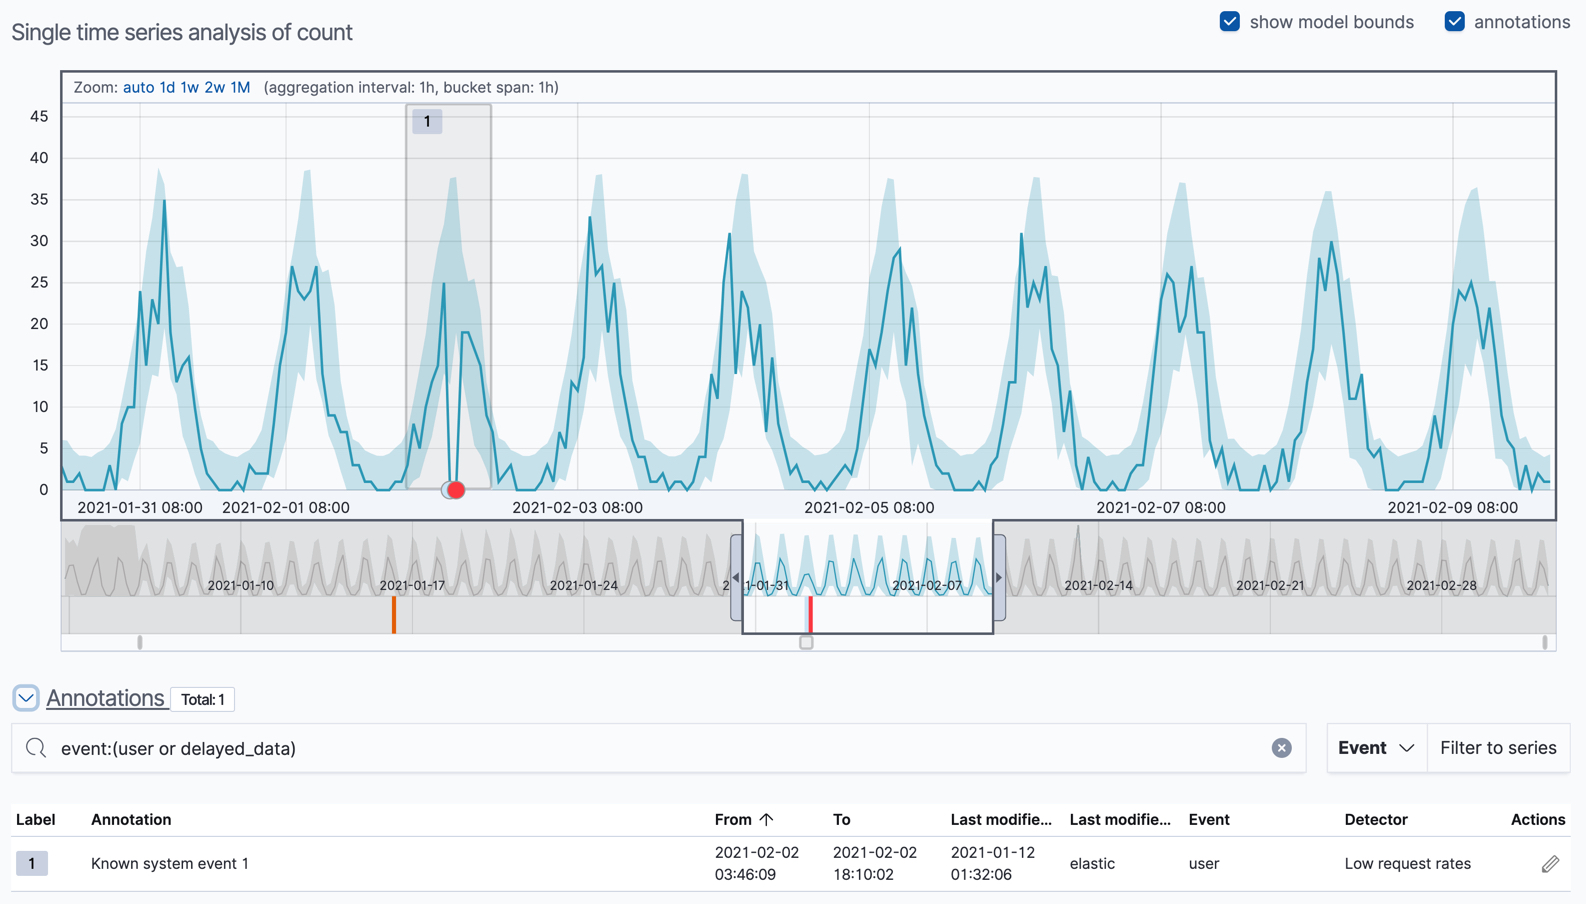 Single time series analysis of count
show model bounds
annotations
Zoom: auto 1d 1w 2w 1M (aggregation interval: 1h, bucket span: 1h)
45
1
40
35
30
25
20
15
10
5
0
2021-01-31 08:00 2021-02-01 08:00 2021-02-03 08:00 2021-02-05 08:00 2021-02-07 08:00 2021-02-09 08:00
2021-01-10 2021-01-17 2021-01-24 1-01-31 2021-02-07 2021-02-14 2021-02-21 2021-02-28
Annotations Total: 1
event:(user or delayed_data)
Event
Filter to series
Label Annotation From To Last modifie... Last modifie... Event Detector Actions
1 Known system event 1 2021-02-02 03:46:09 2021-02-02 18:10:02 2021-01-12 01:32:06 elastic user Low request rates